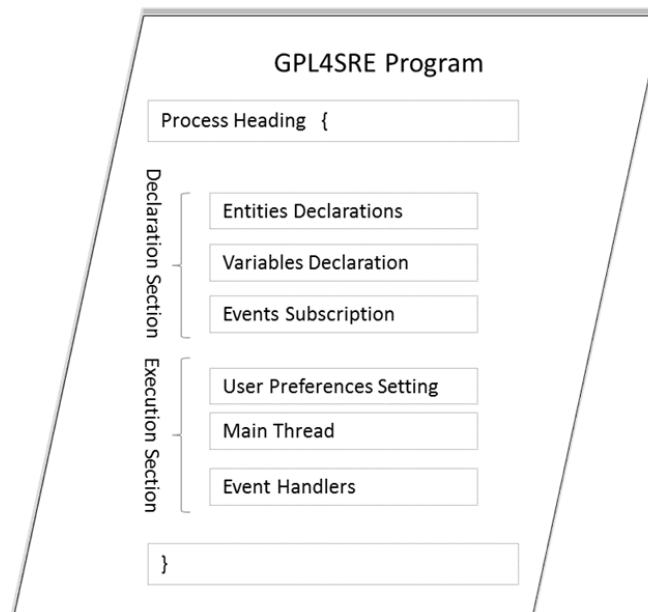 GPL4SRE Program
Process Heading {
Declaration Section
Entities Declarations
Variables Declaration
Events Subscription
Execution Section
User Preferences Setting
Main Thread
Event Handlers
}